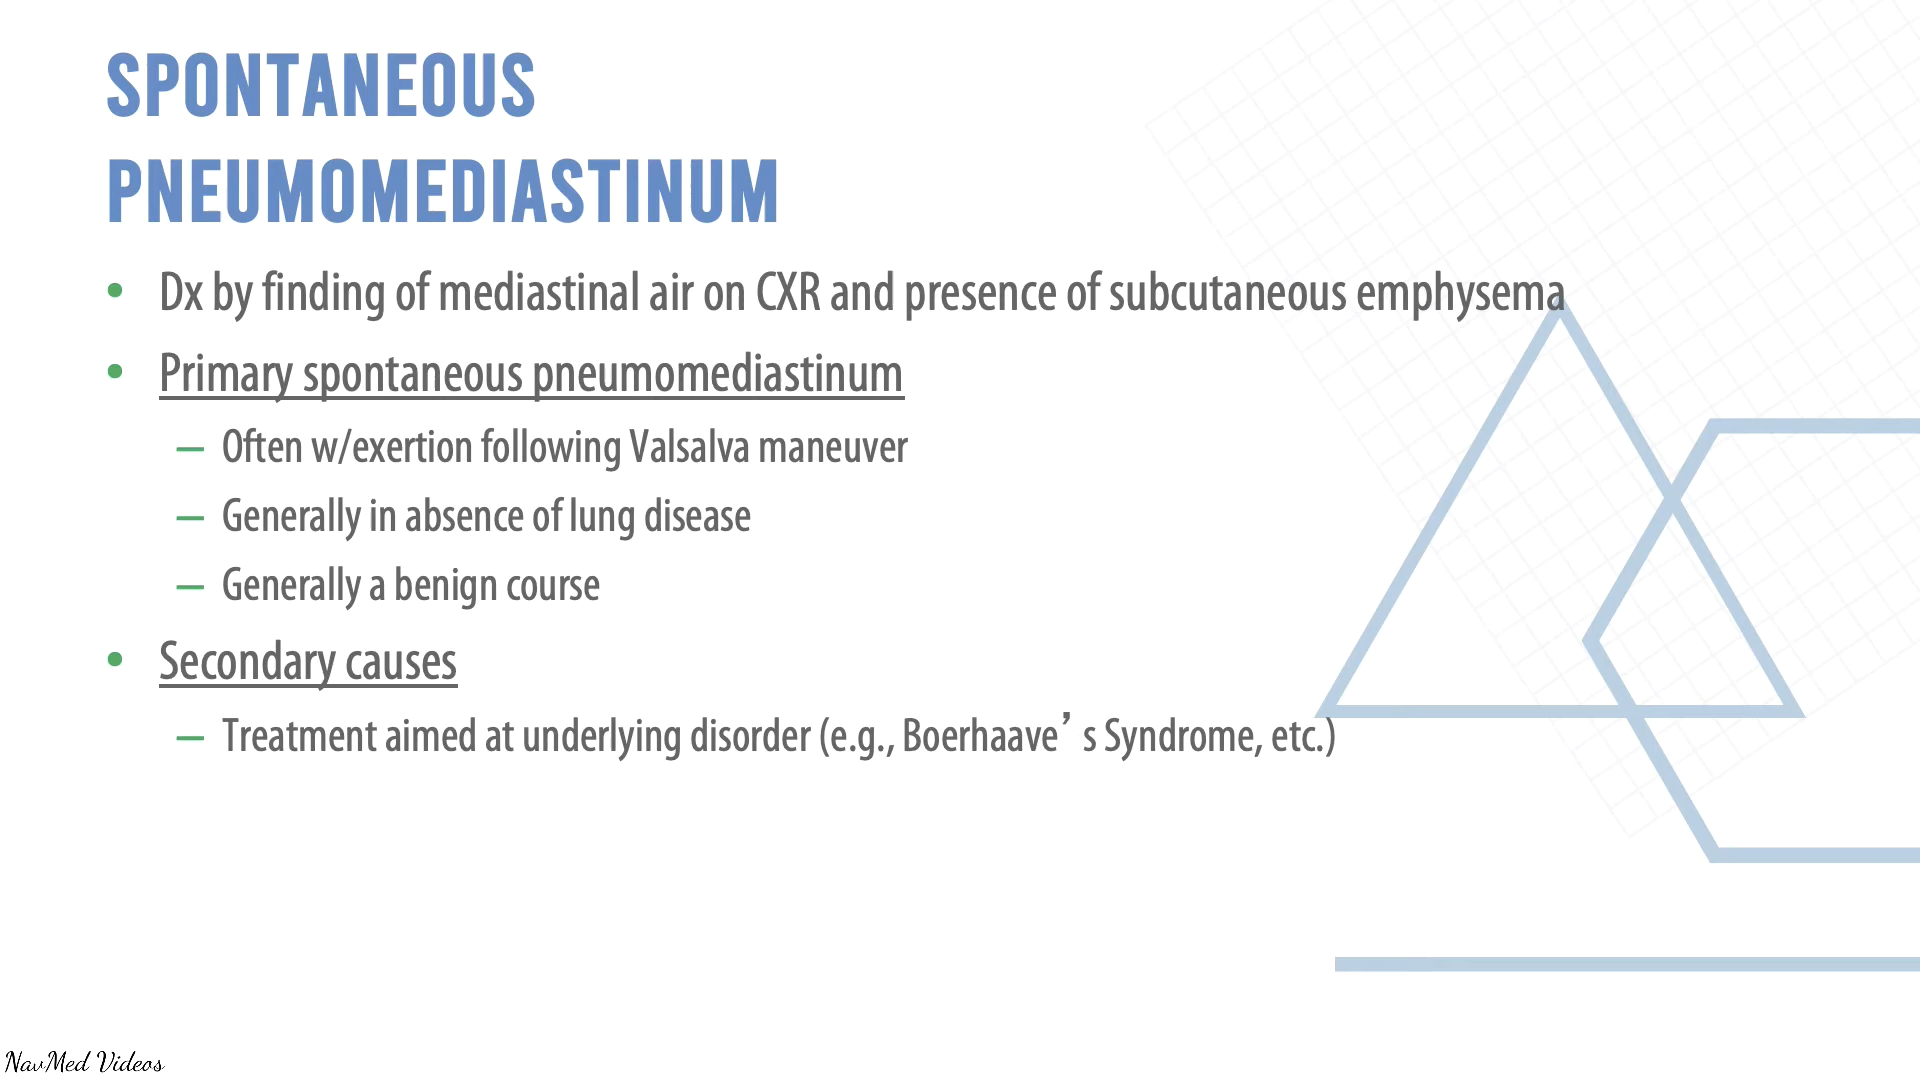 SPONTANEOUS
PNEUMOMEDIASTINUM
• Dx by finding of mediastinal air on CXR and presence of subcutaneous emphysema
• Primary spontaneous pneumomediastinum
– Often w/exertion following Valsalva maneuver
– Generally in absence of lung disease
– Generally a benign course
• Secondary causes
– Treatment aimed at underlying disorder (e.g., Boerhaave’s Syndrome, etc.)
NavMed Videos